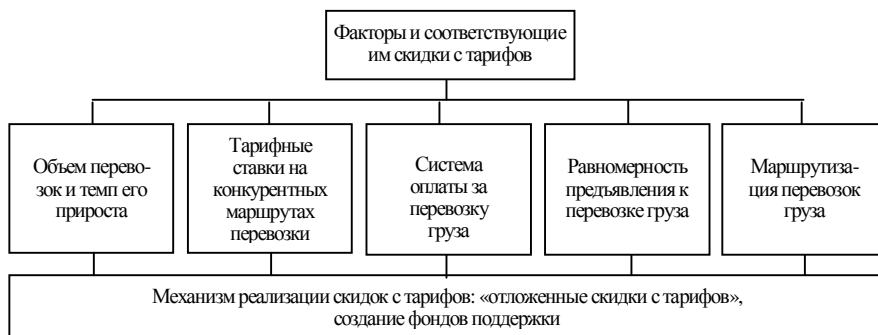 Факторы и соответствующие
им скидки с тарифов
Объем перево-
зок и темп его
прироста
Тарифные
ставки на
конкурентных
маршрутах
перевозки
Система
оплаты за
перевозку
груза
Равномерность
предъявления к
перевозке груза
Маршрутиза-
ция перевозок
груза
Механизм реализации скидок с тарифов: «отложенные скидки с тарифов»,
создание фондов поддержки